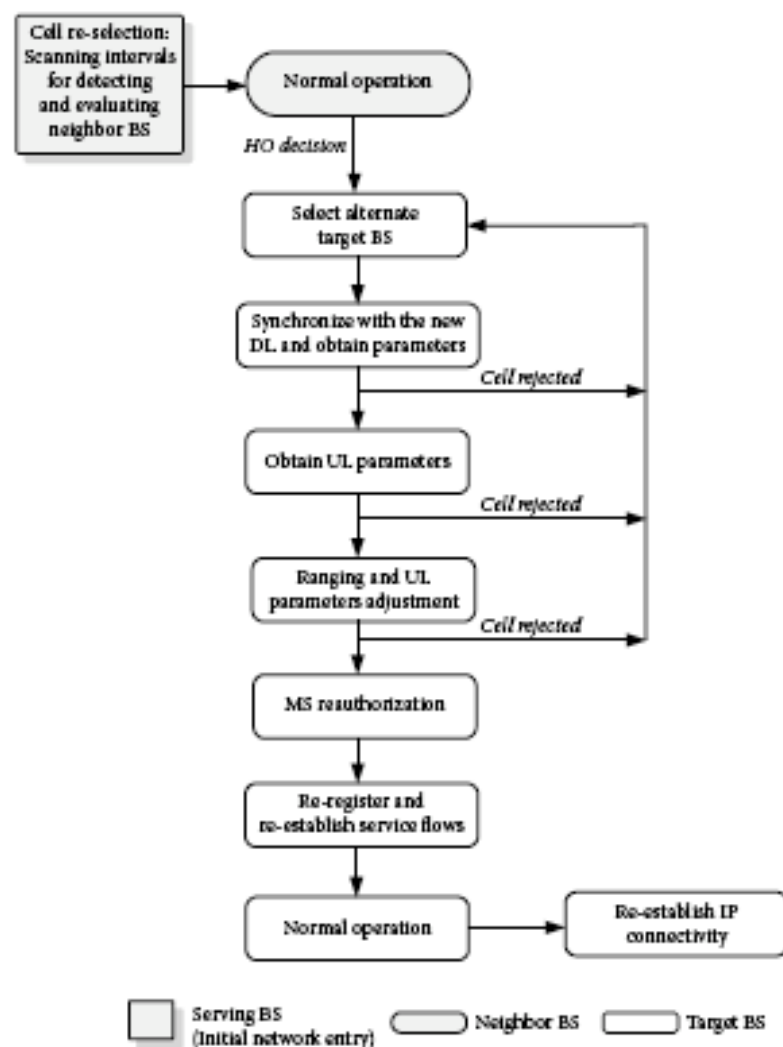 Cell re-selection:
Scanning intervals
for detecting
and evaluating
neighbor BS
Normal operation
HO decision
Select alternate
target BS
Synchronize with the new
DL and obtain parameters
Cell rejected
Obtain UL parameters
Cell rejected
Ranging and UL
parameters adjustment
Cell rejected
MS reauthorization
Re-register and
re-establish service flows
Normal operation
Re-establish IP
connectivity
Serving BS
(Initial network entry)
Neighbor BS
Target BS